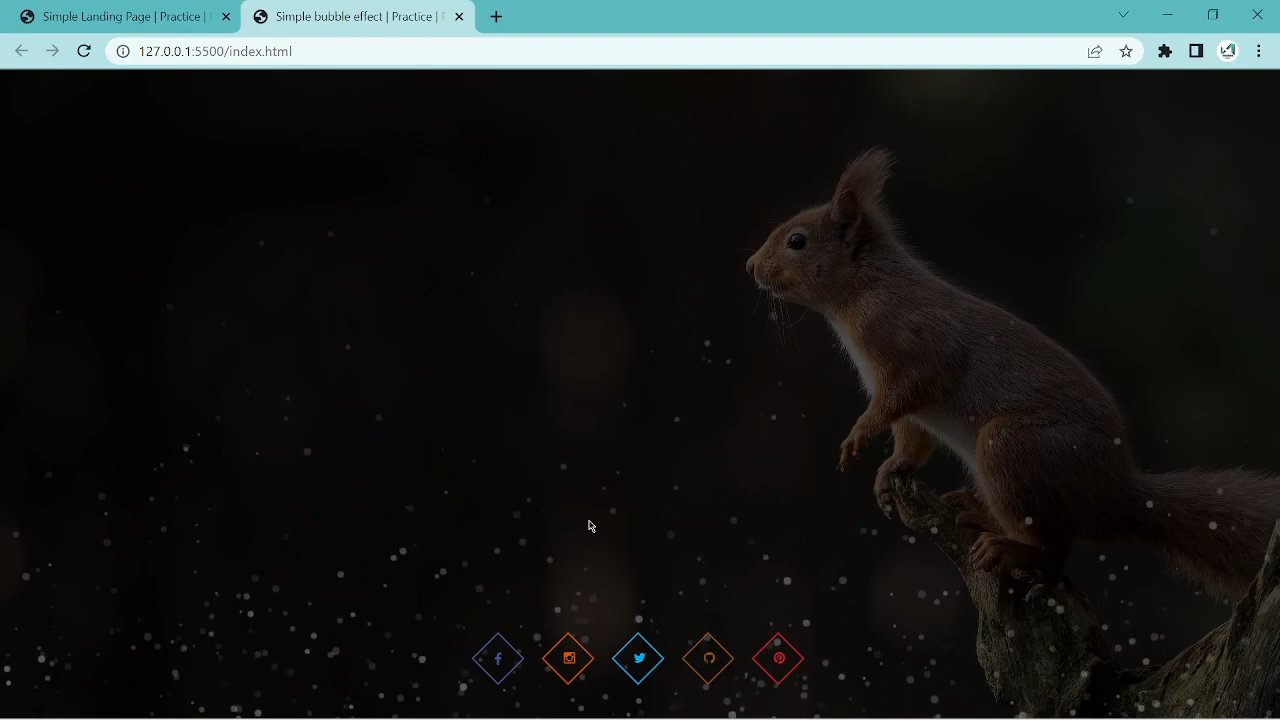 Simple Landing Page | Practice |
Simple bubble effect | Practice |
127.0.0.1:5500/index.html